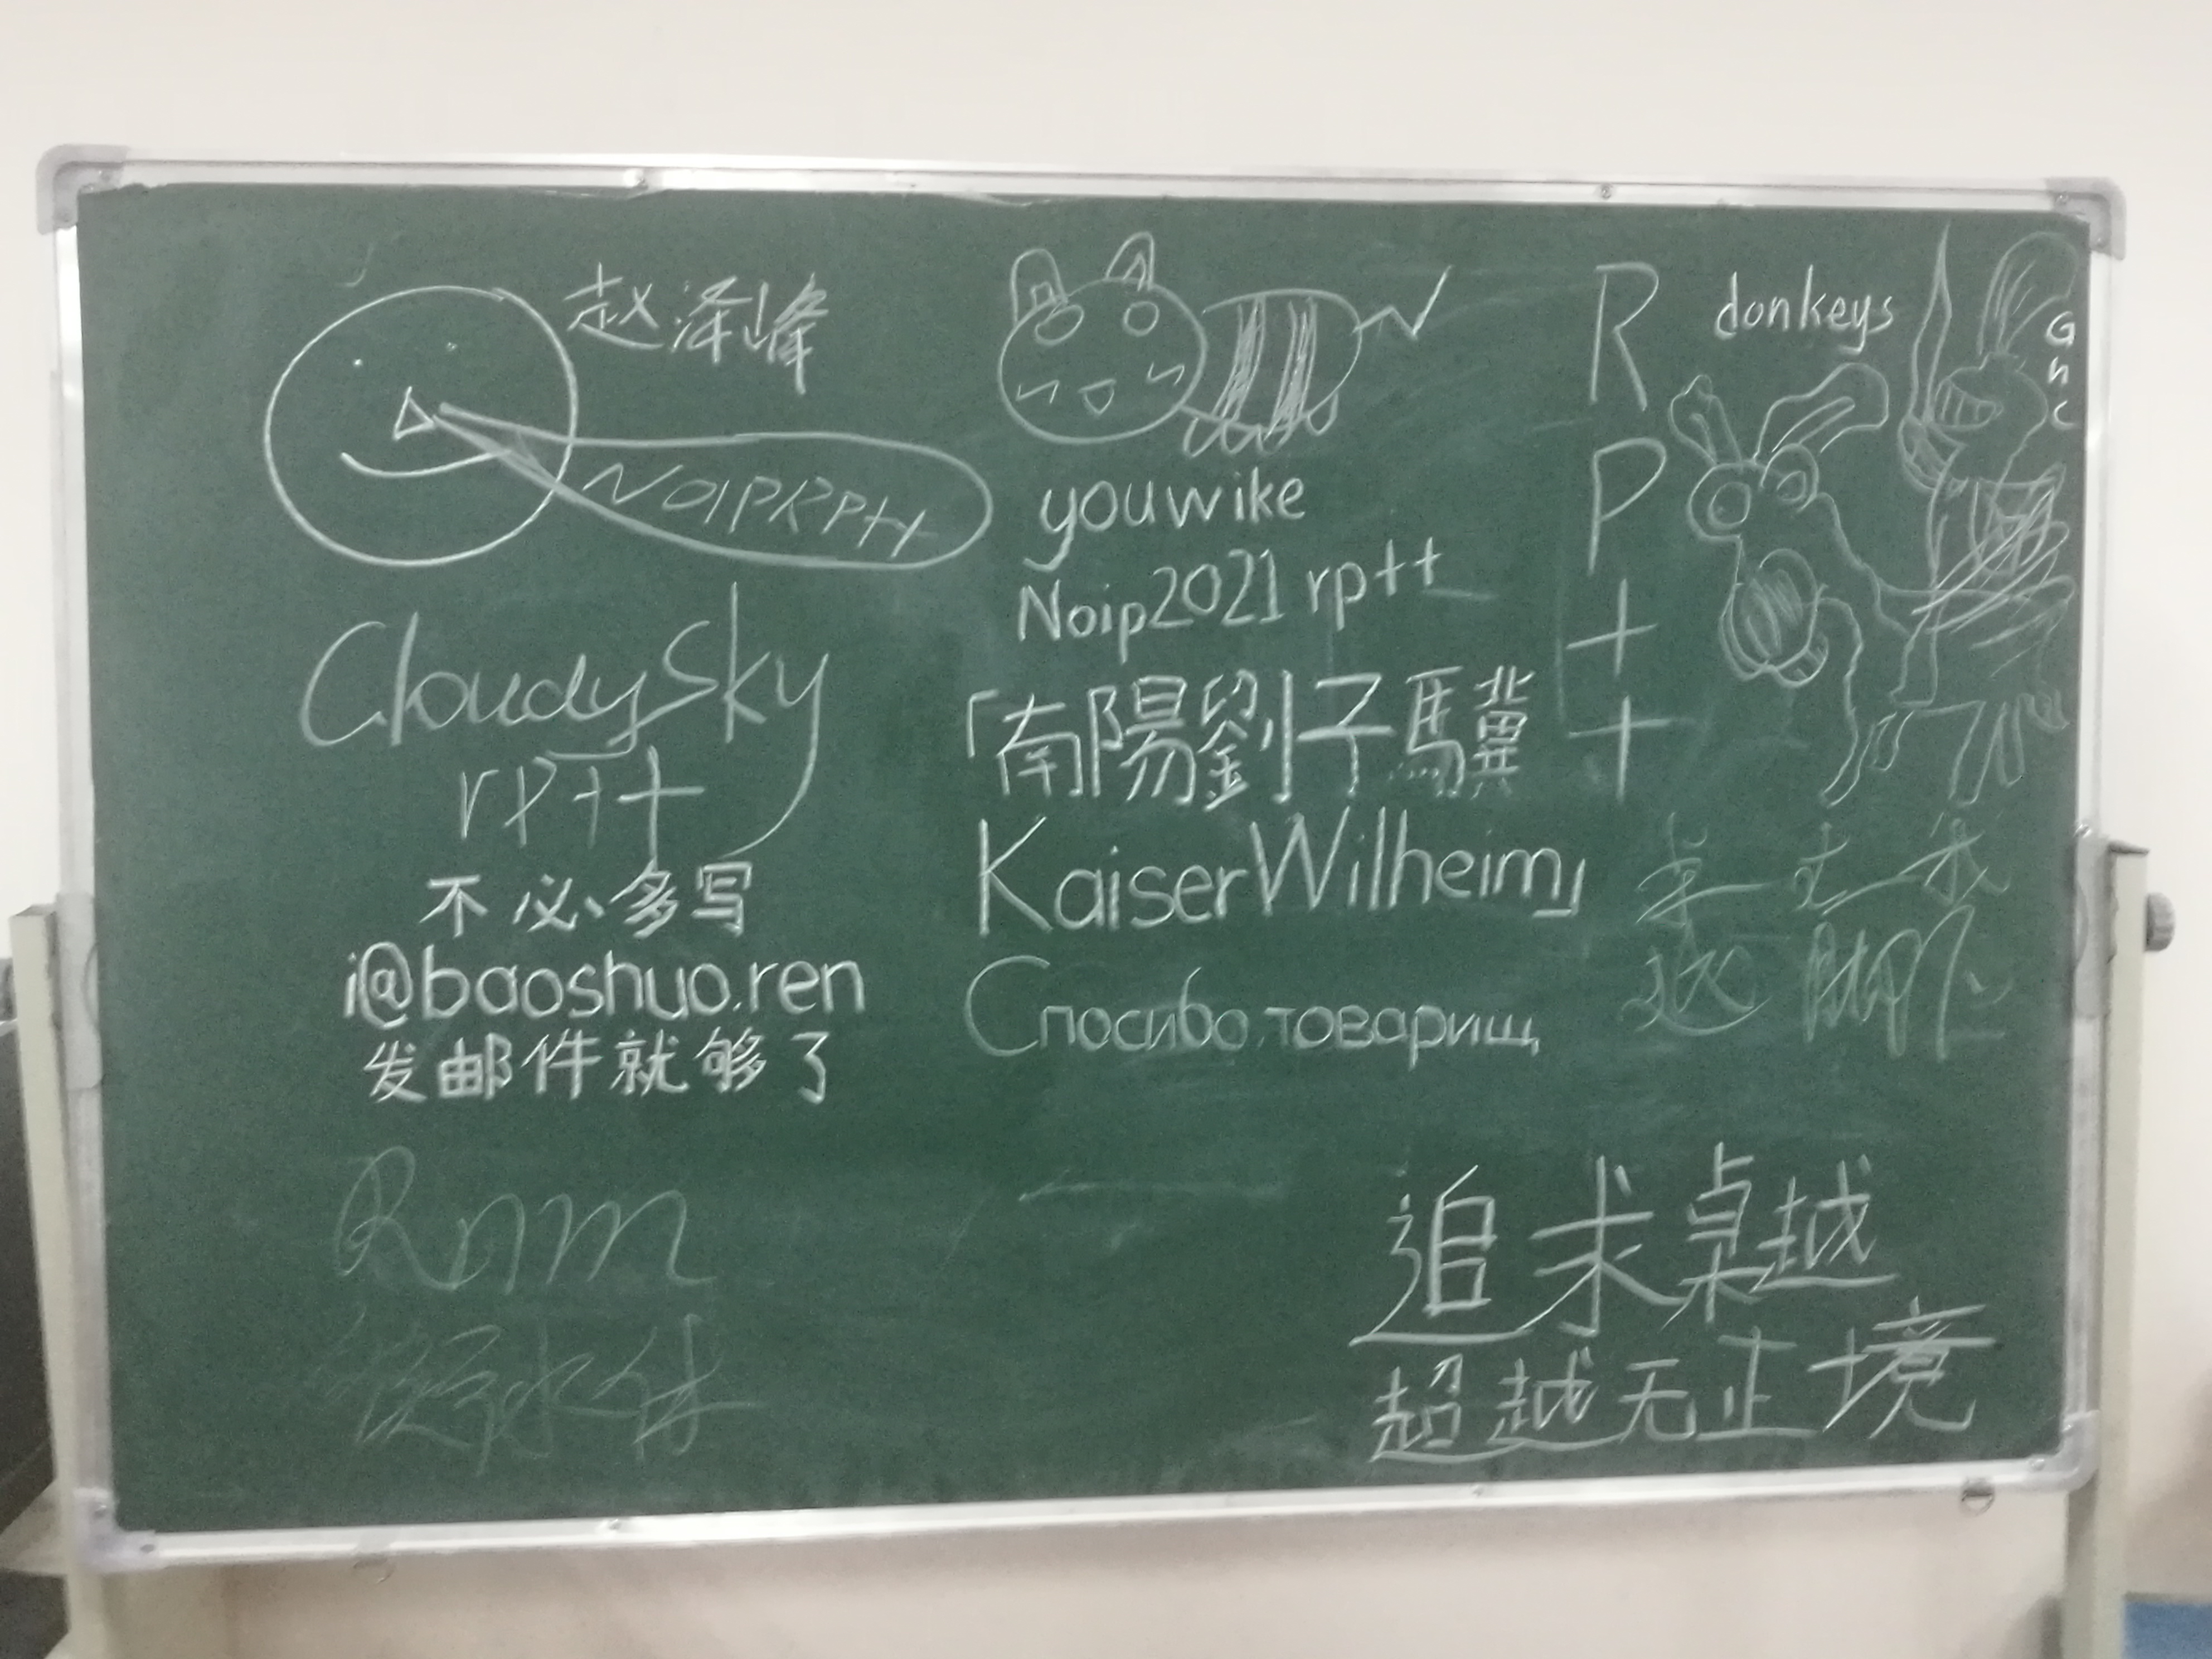 赵泽峰
NOIPRP++
CloudySky
rp++
不必多写
i@baoshuo.ren
发邮件就够了
Rnm
youwike
Noip2021 rp++
「南陽劉子驥
KaiserWilheim」
Спосибо,товарищ
R
P
+
+
donkeys
追求卓越
超越无止境